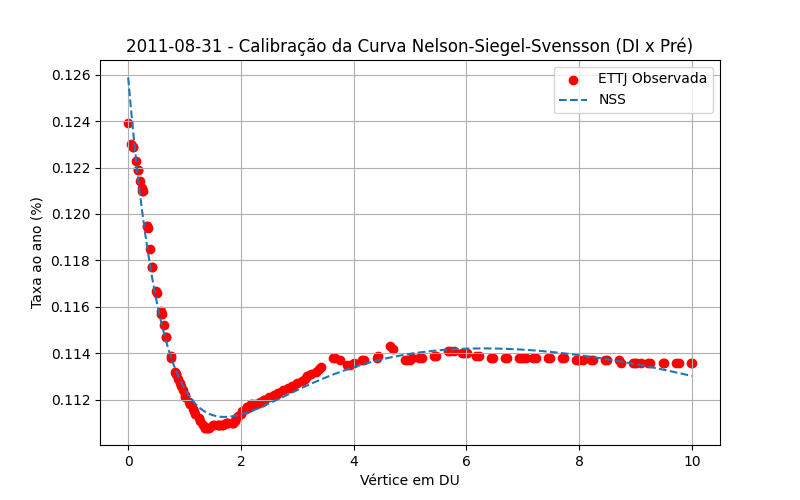 2011-08-31 - Calibração da Curva Nelson-Siegel-Svensson (DI x Pré)
ETTJ Observada
NSS
Taxa ao ano (%)
0.126
0.124
0.122
0.120
0.118
0.116
0.114
0.112
0 2 4 6 8 10
Vértice em DU